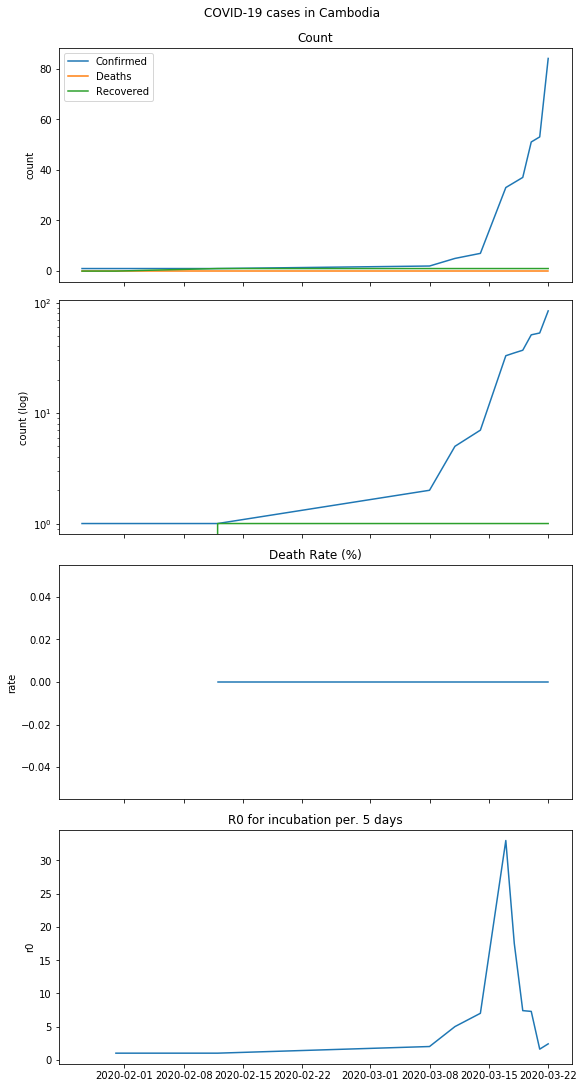 COVID-19 cases in Cambodia
Count
Confirmed
Deaths
Recovered
80
60
40
20
0
count
10²
10¹
10⁰
count (log)
Death Rate (%)
0.04
0.02
0.00
−0.02
−0.04
rate
R0 for incubation per. 5 days
30
25
20
15
10
5
0
r0
2020-02-01 2020-02-08 2020-02-15 2020-02-22 2020-03-01 2020-03-08 2020-03-15 2020-03-22